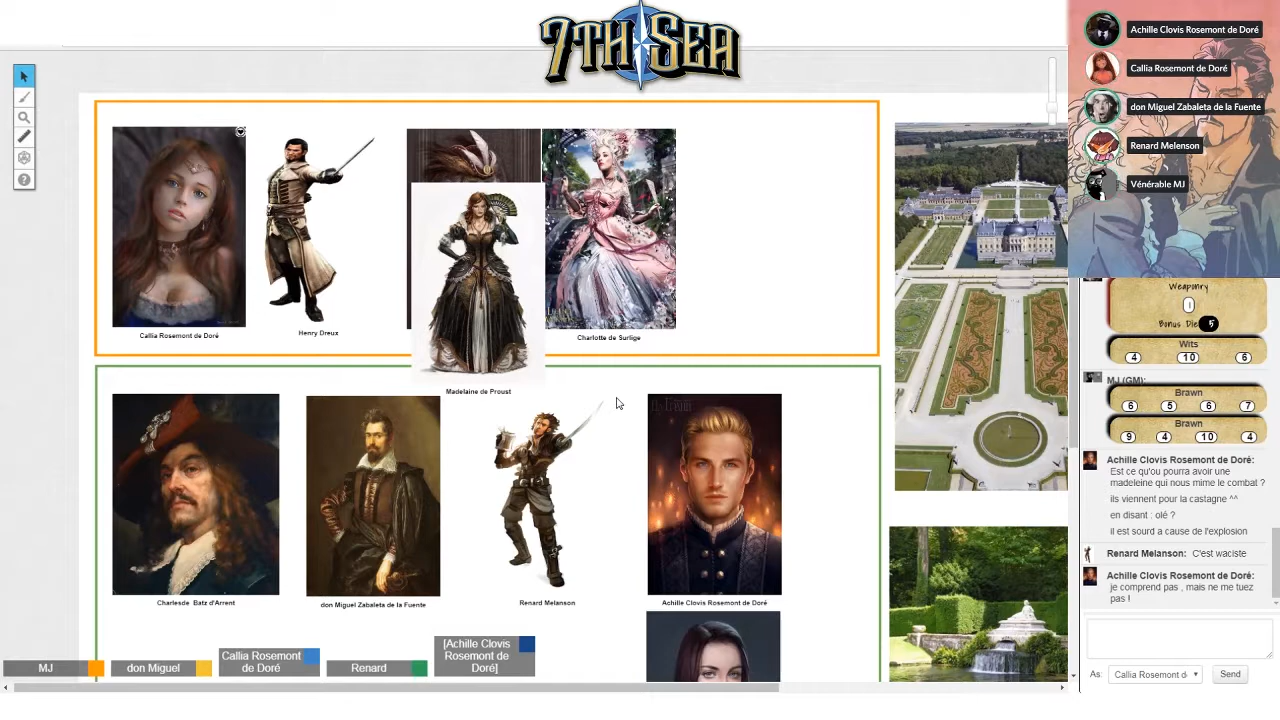 7TH SEA
Achille Clovis Rosemont de Doré
Callia Rosemont de Doré
don Miguel Zabaleta de la Fuente
Renard Melenson
Vénérable MJ
Callia Rosemont de Doré
Henry Dreux
Charlotte de Surlige
Madelaine de Proust
Charlesde Batz d'Arrent
don Miguel Zabaleta de la Fuente
Renard Melanson
Achille Clovis Rosemont de Doré
MJ
don Miguel
Callia Rosemont
de Doré
Renard
[Achille Clovis
Rosemont de
Doré]
Weaponry
1
Bonus Die 5
Wits
4 10 6
MJ (GM):
Brawn
6 5 6 7
Brawn
9 4 10 4
Achille Clovis Rosemont de Doré:
Est ce qu'ou pourra avoir une
madeleine qui nous mime le combat ?
ils viennent pour la castagne ^^
en disant : olé ?
il est sourd a cause de l'explosion
Renard Melanson: C'est waciste
Achille Clovis Rosemont de Doré:
je comprend pas , mais ne me tuez
pas !
As: Callia Rosemont d
Send